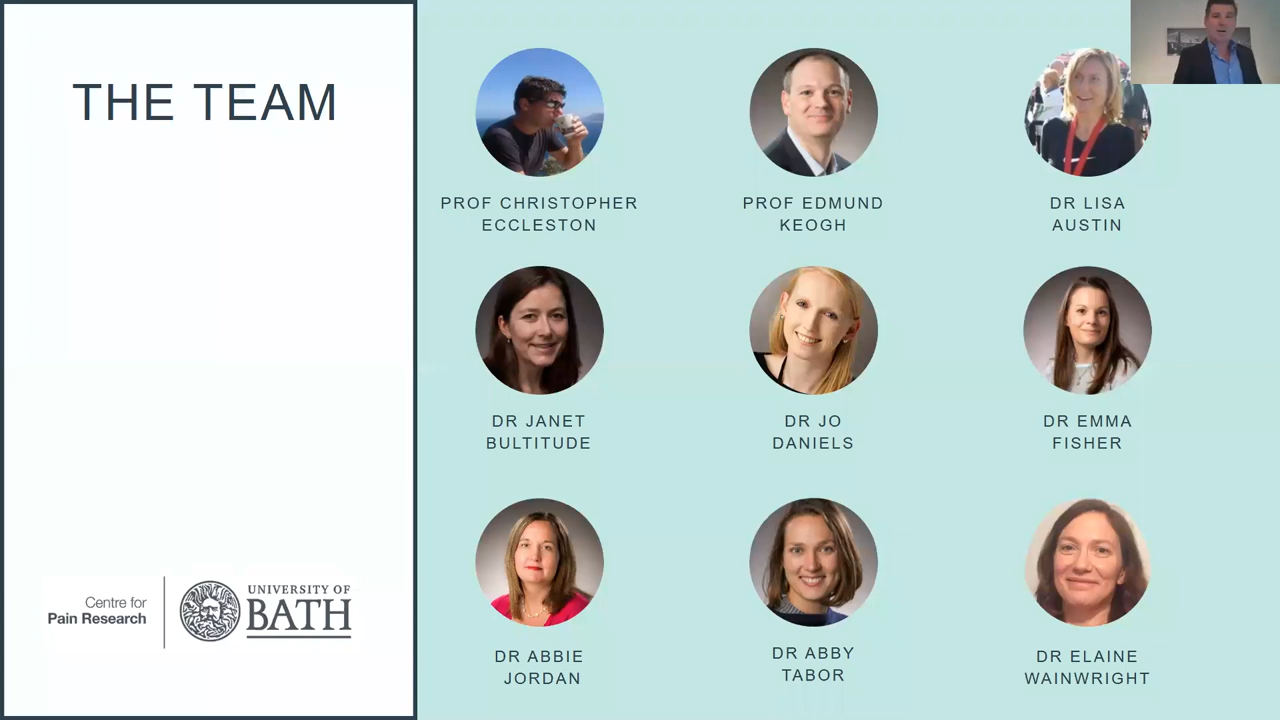 THE TEAM
PROF CHRISTOPHER
ECCLESTON
PROF EDMUND
KEOGH
DR LISA
AUSTIN
DR JANET
BULTITUDE
DR JO
DANIELS
DR EMMA
FISHER
DR ABBIE
JORDAN
DR ABBY
TABOR
DR ELAINE
WAINWRIGHT
Centre for
Pain Research
UNIVERSITY OF
BATH